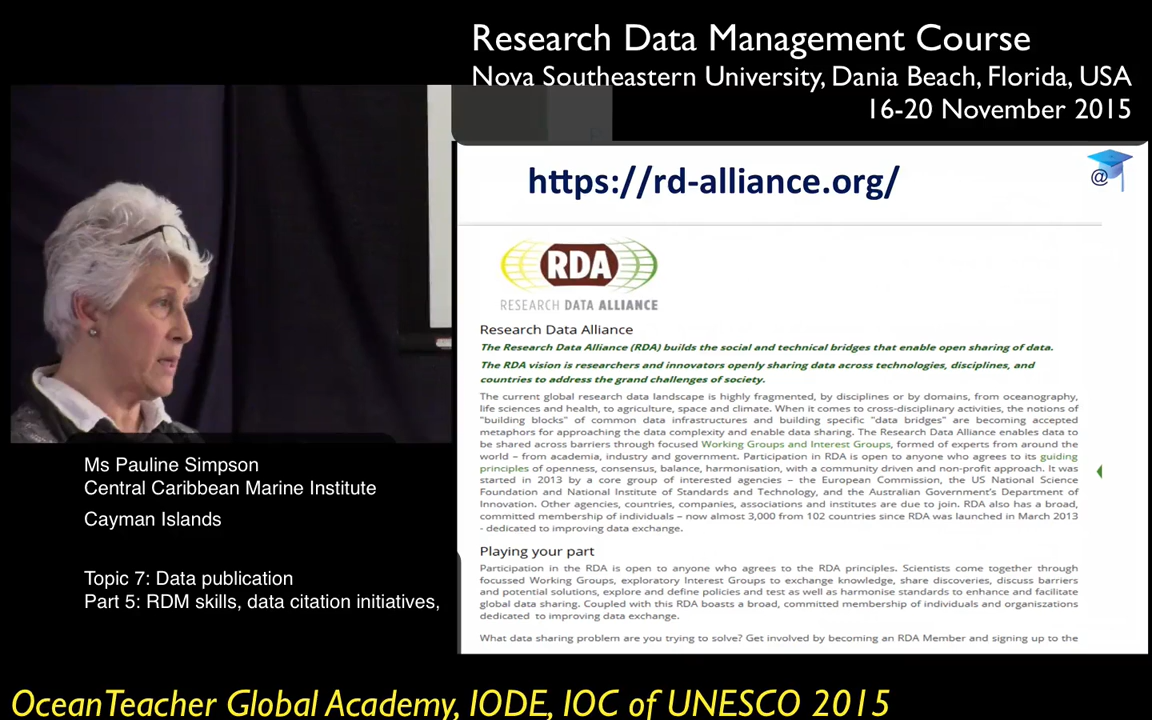 Research Data Management Course
Nova Southeastern University, Dania Beach, Florida, USA
16-20 November 2015
https://rd-alliance.org/
@
RDA
RESEARCH DATA ALLIANCE
Research Data Alliance
The Research Data Alliance (RDA) builds the social and technical bridges that enable open sharing of data.
The RDA vision is researchers and innovators openly sharing data across technologies, disciplines, and
countries to address the grand challenges of society.
The current global research data landscape is highly fragmented, by disciplines or by domains, from oceanography,
life sciences and health, to agriculture, space and climate. When it comes to cross-disciplinary activities, the notions of
"building blocks" of common data infrastructures and building specific "data bridges" are becoming accepted
metaphors for approaching the data complexity and enable data sharing. The Research Data Alliance enables data to
be shared across barriers through focused Working Groups and Interest Groups, formed of experts from around the
world – from academia, industry and government. Participation in RDA is open to anyone who agrees to its guiding
principles of openness, consensus, balance, harmonisation, with a community driven and non-profit approach. It was
started in 2013 by a core group of interested agencies – the European Commission, the US National Science
Foundation and National Institute of Standards and Technology, and the Australian Government's Department of
Innovation. Other agencies, countries, companies, associations and institutes are due to join. RDA also has a broad,
committed membership of individuals – now almost 3,000 from 102 countries since RDA was launched in March 2013
- dedicated to improving data exchange.
Playing your part
Participation in the RDA is open to anyone who agrees to the RDA principles. Scientists come together through
focussed Working Groups, exploratory Interest Groups to exchange knowledge, share discoveries, discuss barriers
and potential solutions, explore and define policies and test as well as harmonise standards to enhance and facilitate
global data sharing. Coupled with this RDA boasts a broad, committed membership of individuals and organiszations
dedicated to improving data exchange.
What data sharing problem are you trying to solve? Get involved by becoming an RDA Member and signing up to the
Ms Pauline Simpson
Central Caribbean Marine Institute
Cayman Islands
Topic 7: Data publication
Part 5: RDM skills, data citation initiatives,
OceanTeacher Global Academy, IODE, IOC of UNESCO 2015